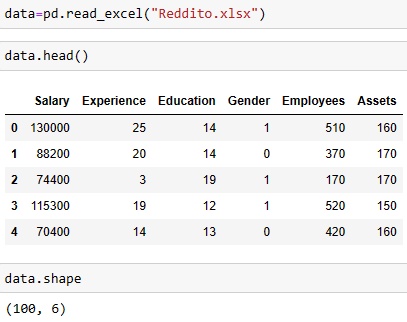 data=pd.read_excel("Reddito.xlsx")
data.head()
Salary Experience Education Gender Employees Assets
0 130000 25 14 1 510 160
1 88200 20 14 0 370 170
2 74400 3 19 1 170 170
3 115300 19 12 1 520 150
4 70400 14 13 0 420 160
data.shape
(100, 6)